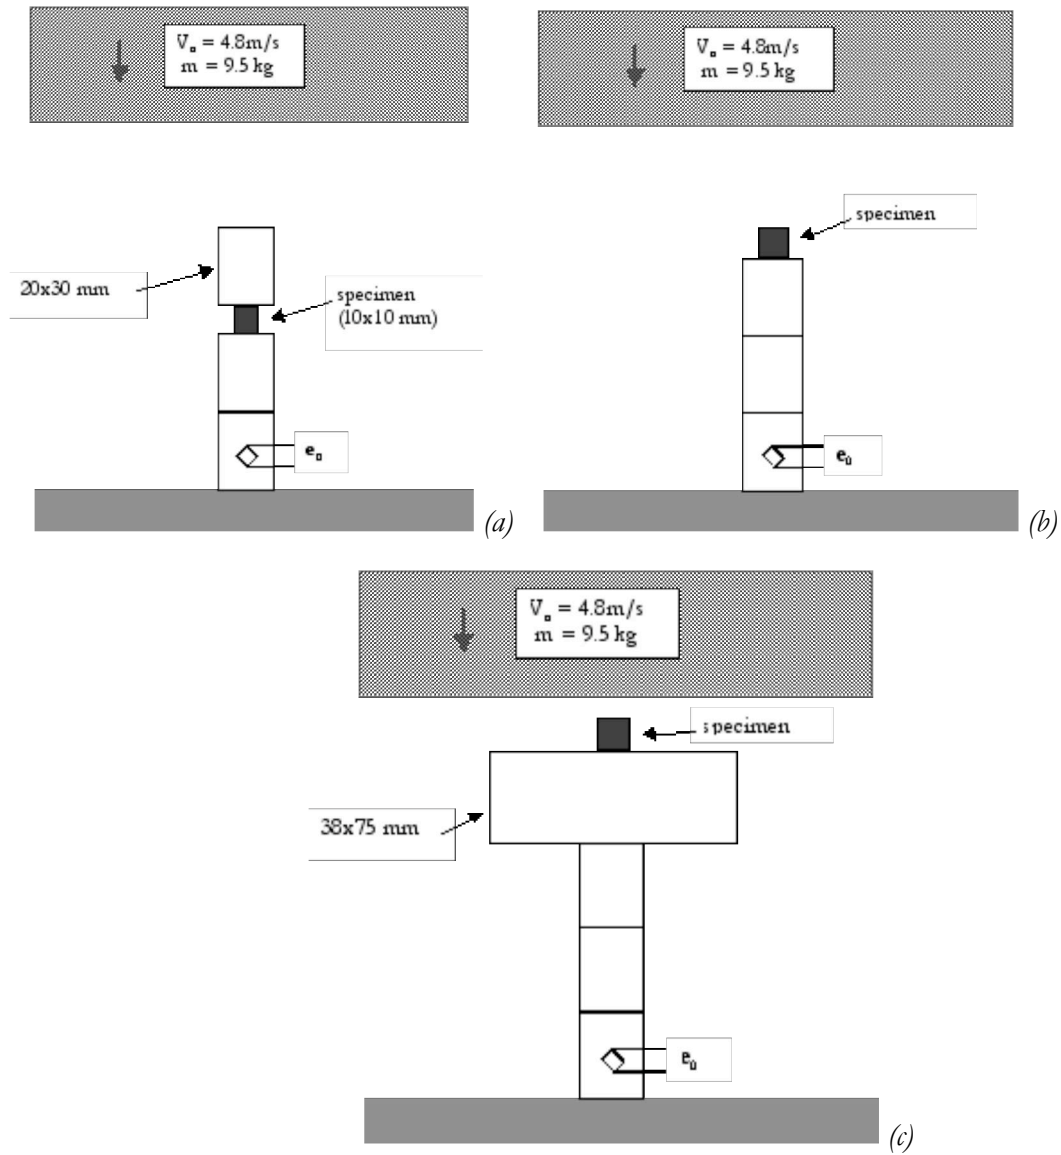 V₀ = 4.8m/s
m = 9.5 kg
20x30 mm
specimen
(10x10 mm)
e₀
(a)
V₀ = 4.8m/s
m = 9.5 kg
specimen
e₀
(b)
V₀ = 4.8m/s
m = 9.5 kg
specimen
38x75 mm
e₀
(c)